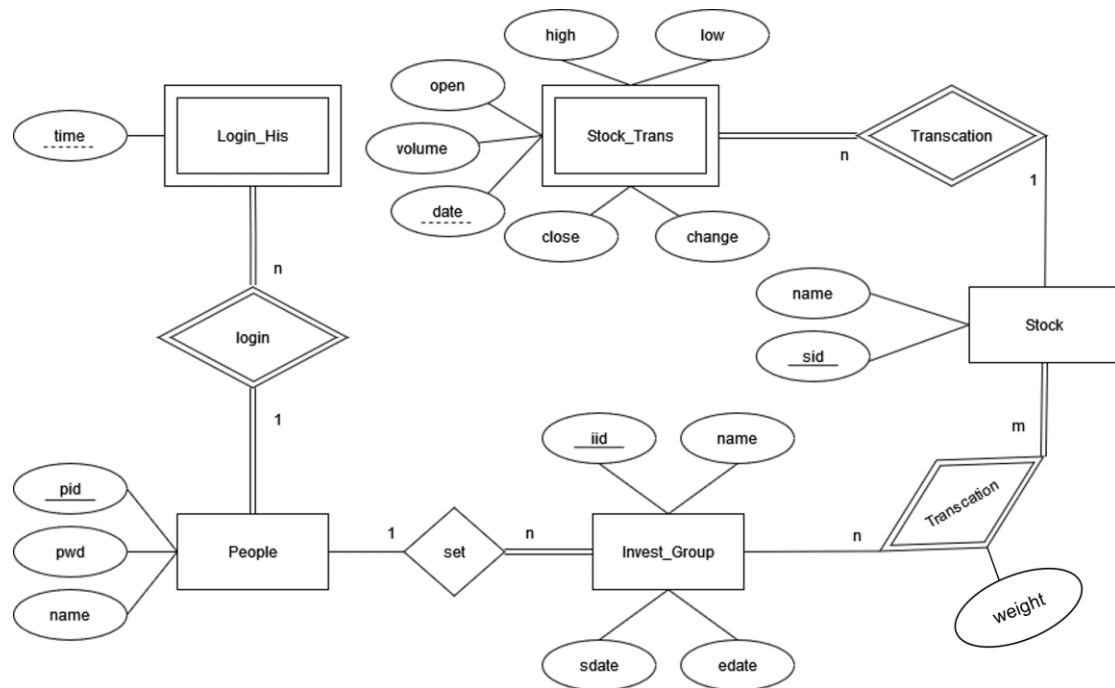 high
low
open
time
Login_His
Stock_Trans
Transcation
volume
n
date
1
close
change
n
name
Stock
login
sid
1
m
iid
name
pid
Transcation
1
n
n
pwd
People
set
Invest_Group
name
weight
sdate
edate